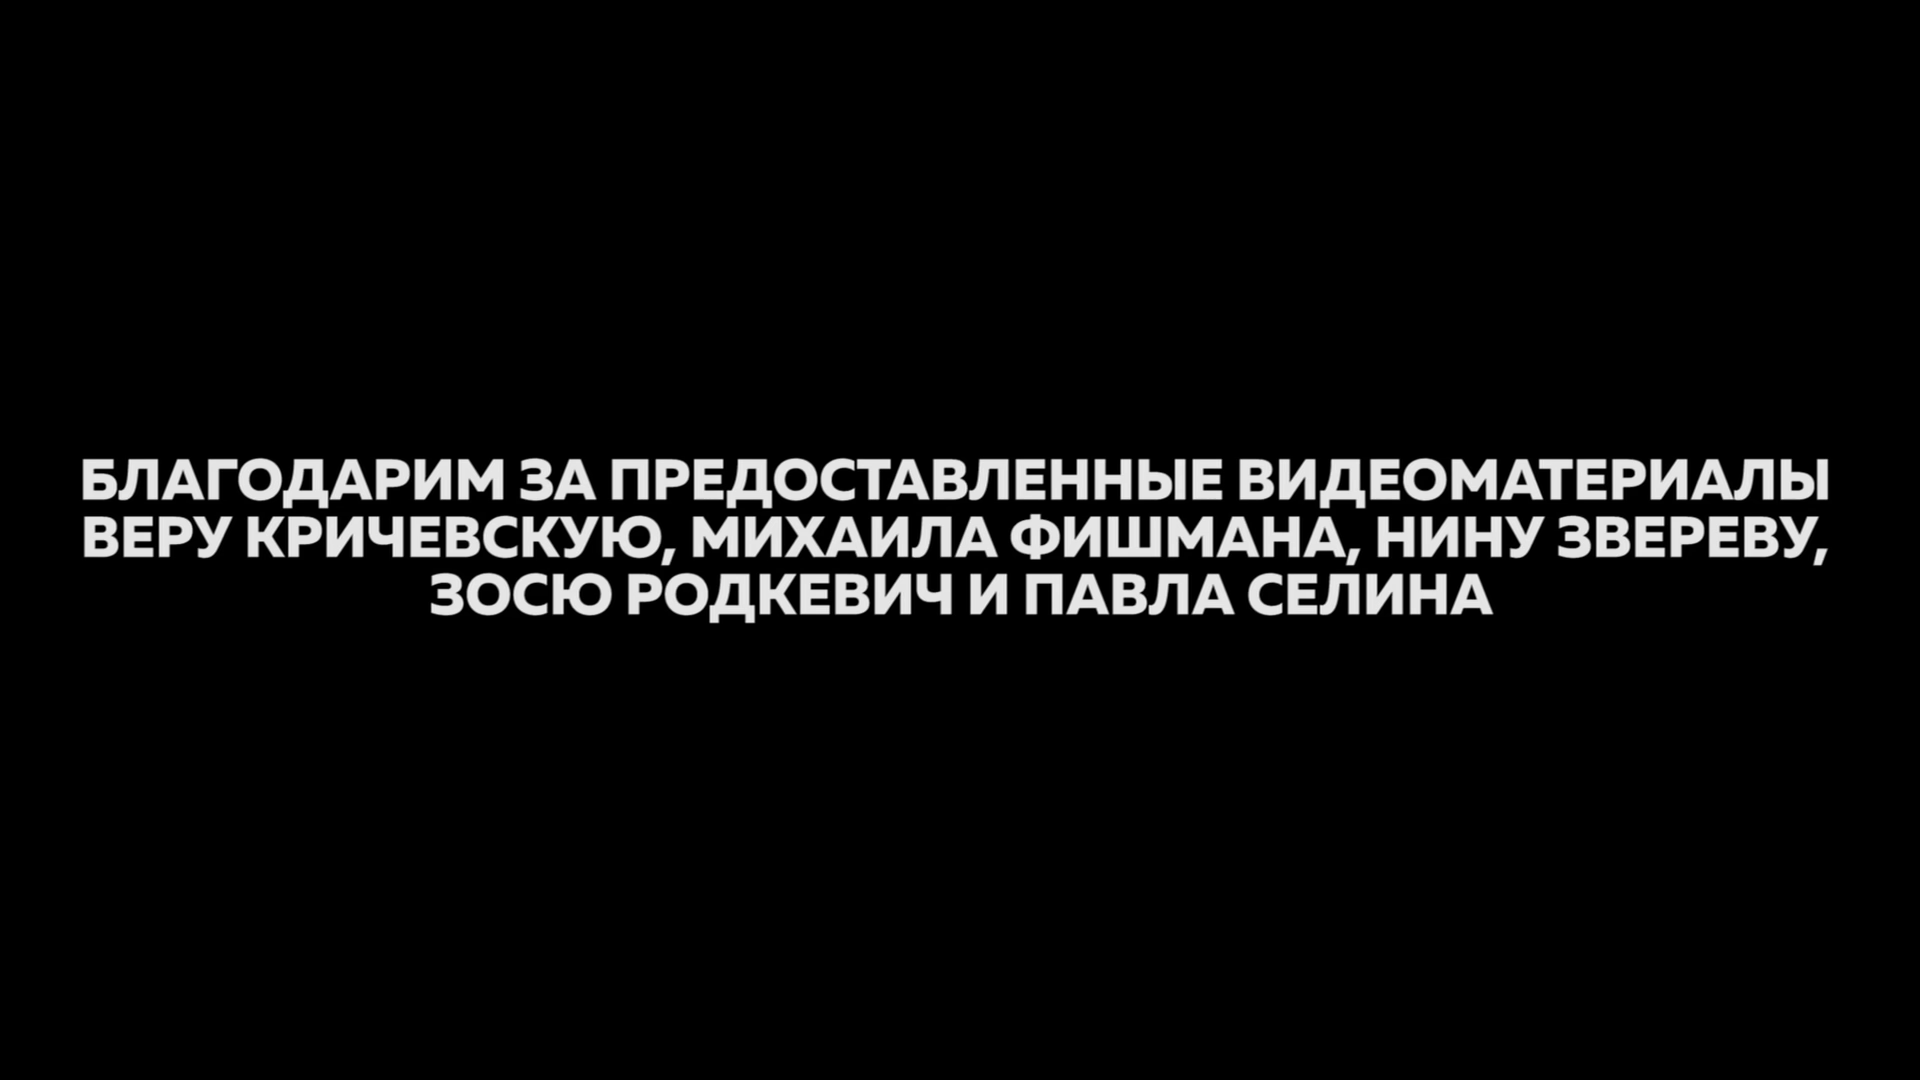 БЛАГОДАРИМ ЗА ПРЕДОСТАВЛЕННЫЕ ВИДЕОМАТЕРИАЛЫ
ВЕРУ КРИЧЕВСКУЮ, МИХАИЛА ФИШМАНА, НИНУ ЗВЕРЕВУ,
ЗОСЮ РОДКЕВИЧ И ПАВЛА СЕЛИНА